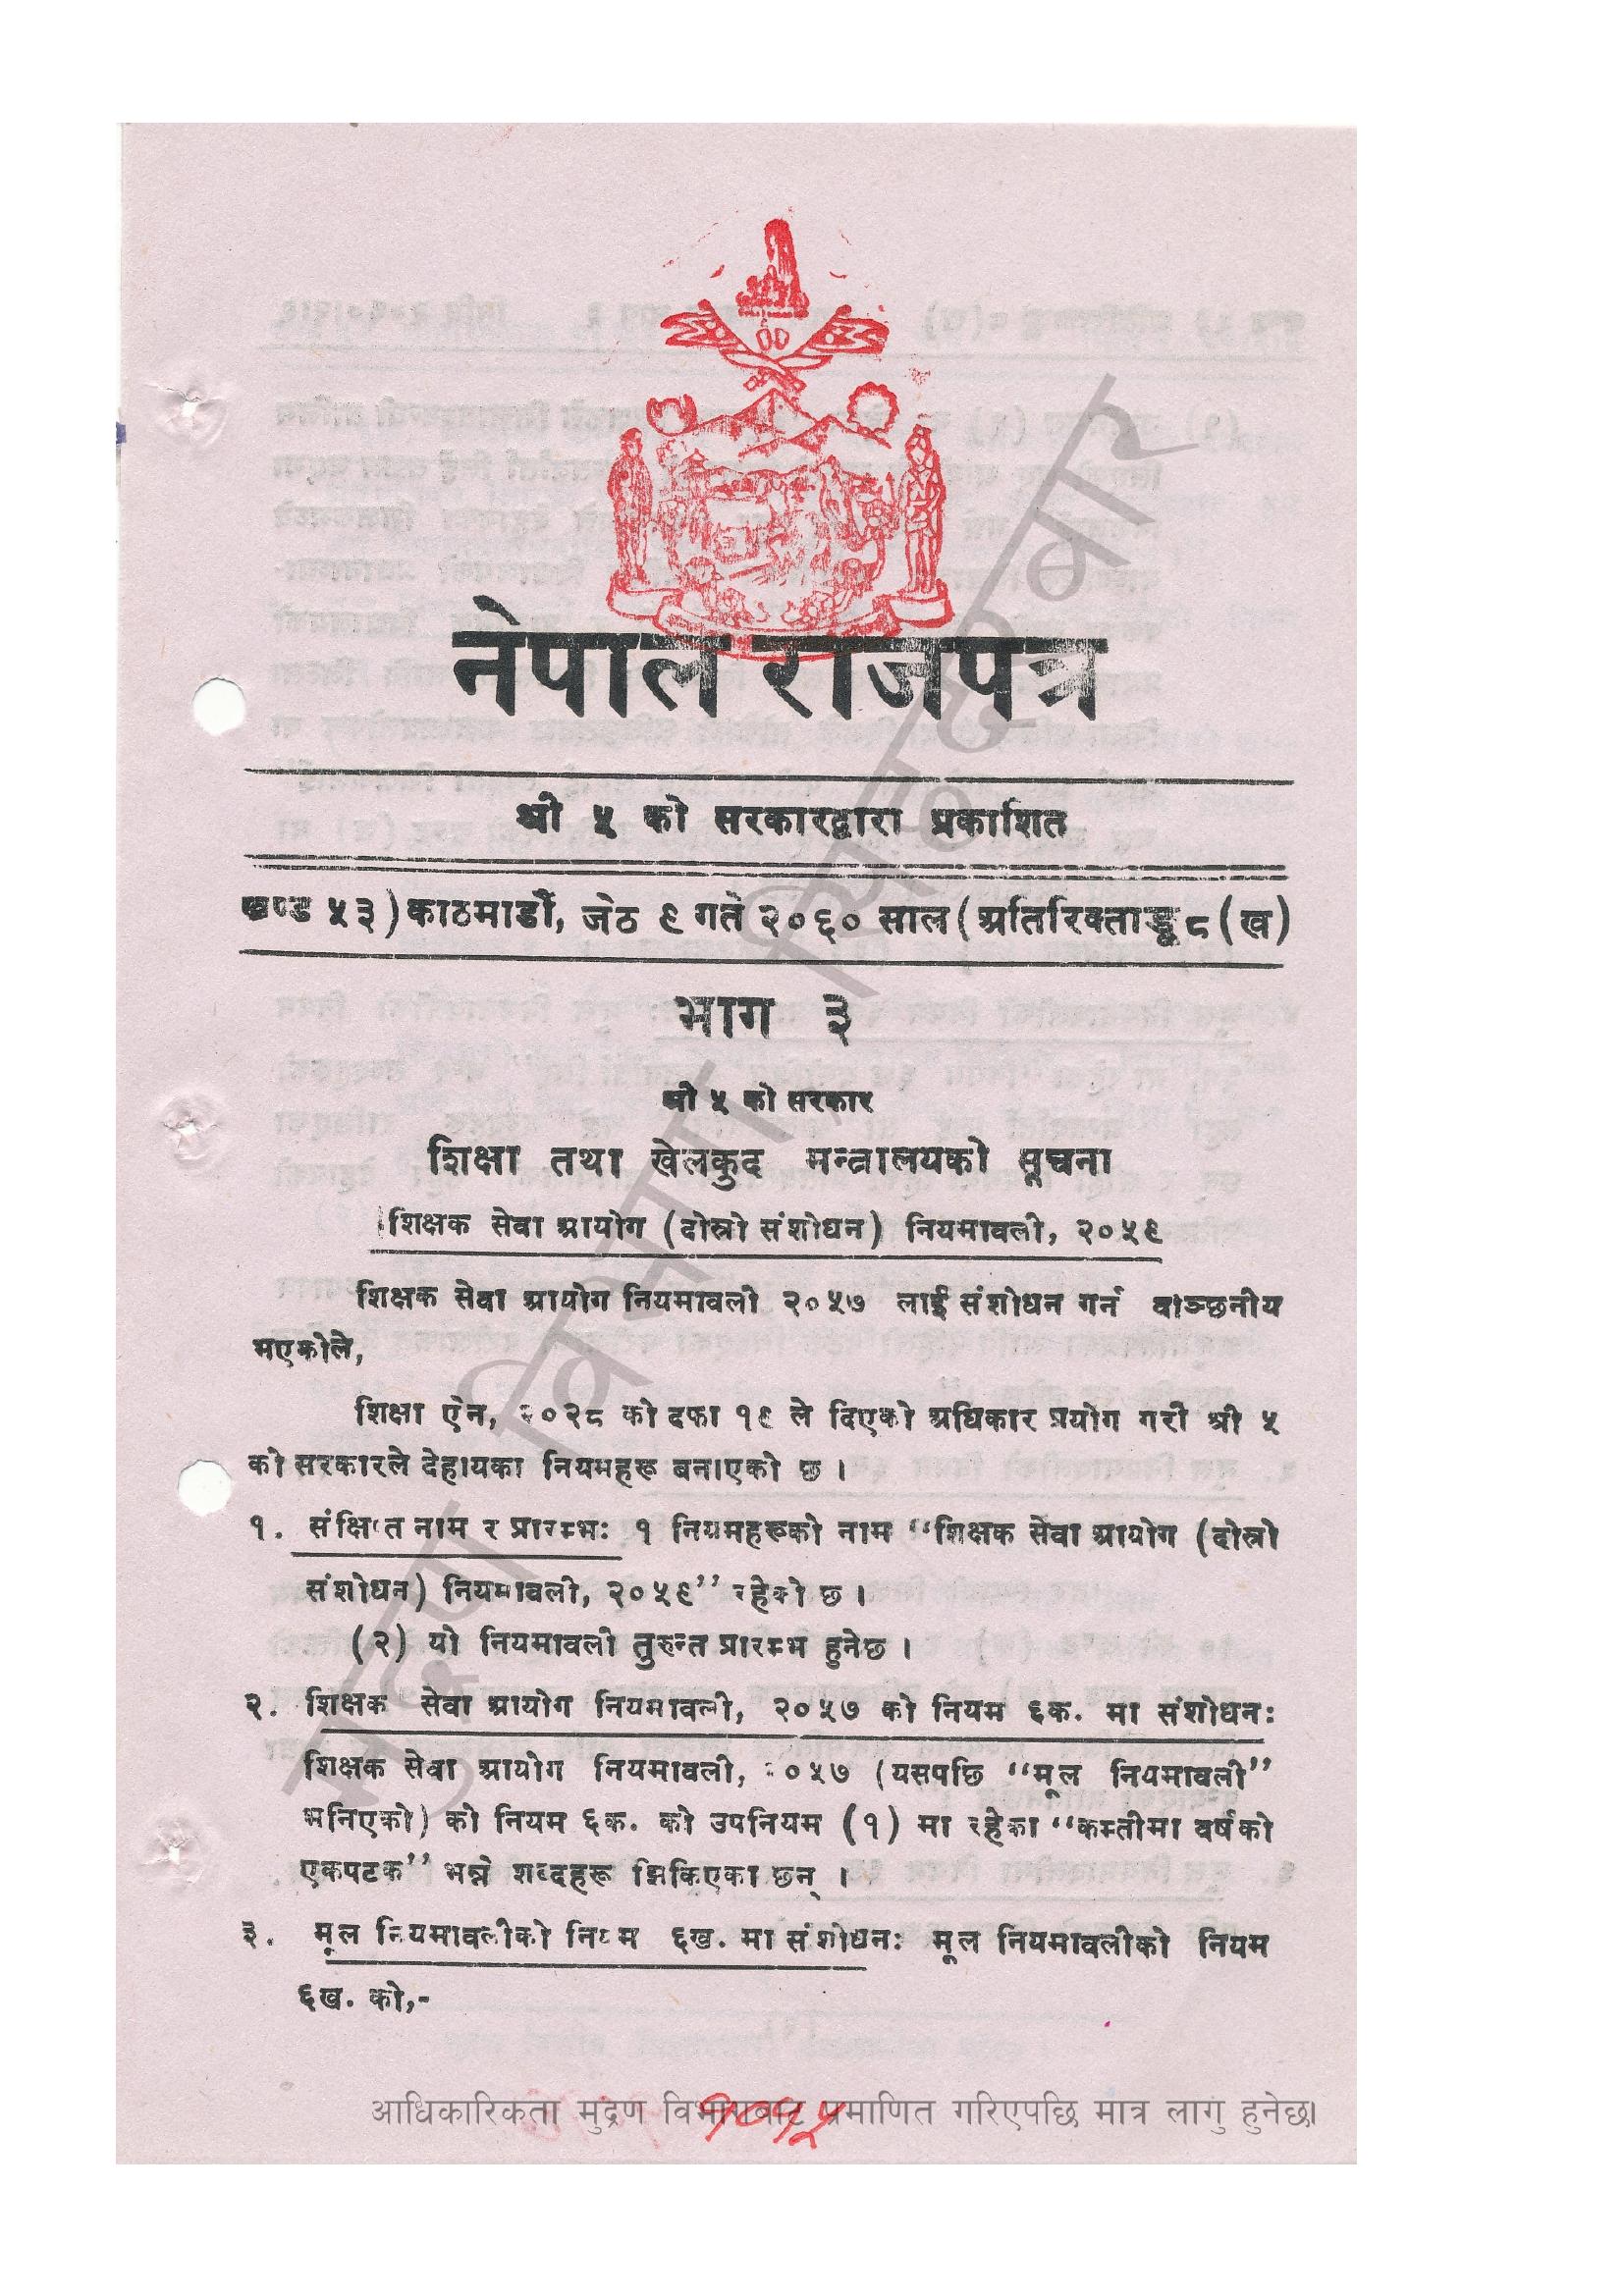 नेपाल राजपत्र
श्री ५ को सरकारद्वारा प्रकाशित
खण्ड ५३) काठमाडौं, जेठ ९ गते २०६० साल (अतिरिक्ताङ्क ८ (ख)
भाग ३
श्री ५ को सरकार
शिक्षा तथा खेलकुद मन्त्रालयको सूचना
शिक्षक सेवा आयोग (दोस्रो संशोधन) नियमावली, २०५९
शिक्षक सेवा आयोग नियमावली २०५७ लाई संशोधन गर्न वाञ्छनीय
भएकोले,
शिक्षा ऐन, २०२८ को दफा १९ ले दिएको अधिकार प्रयोग गरी श्री ५
को सरकारले देहायका नियमहरू बनाएको छ ।
१. संक्षिप्त नाम र प्रारम्भः १ नियमहरूको नाम “शिक्षक सेवा आयोग (दोस्रो
संशोधन) नियमावली, २०५९” रहेको छ ।
(२) यो नियमावली तुरुन्त प्रारम्भ हुनेछ ।
२. शिक्षक सेवा आयोग नियमावली, २०५७ को नियम ६क. मा संशोधनः
शिक्षक सेवा आयोग नियमावली, २०५७ (यसपछि “मूल नियमावली”
भनिएको) को नियम ६क. को उपनियम (१) मा रहेका “कम्तीमा वर्षको
एकपटक” भन्ने शब्दहरू झिकिएका छन् ।
३. मूल नियमावलीको नियम ६ख. मा संशोधनः मूल नियमावलीको नियम
६ख. को,-
आधिकारिकता मुद्रण विभागबाट प्रमाणित गरिएपछि मात्र लागु हुनेछ।
१०१५